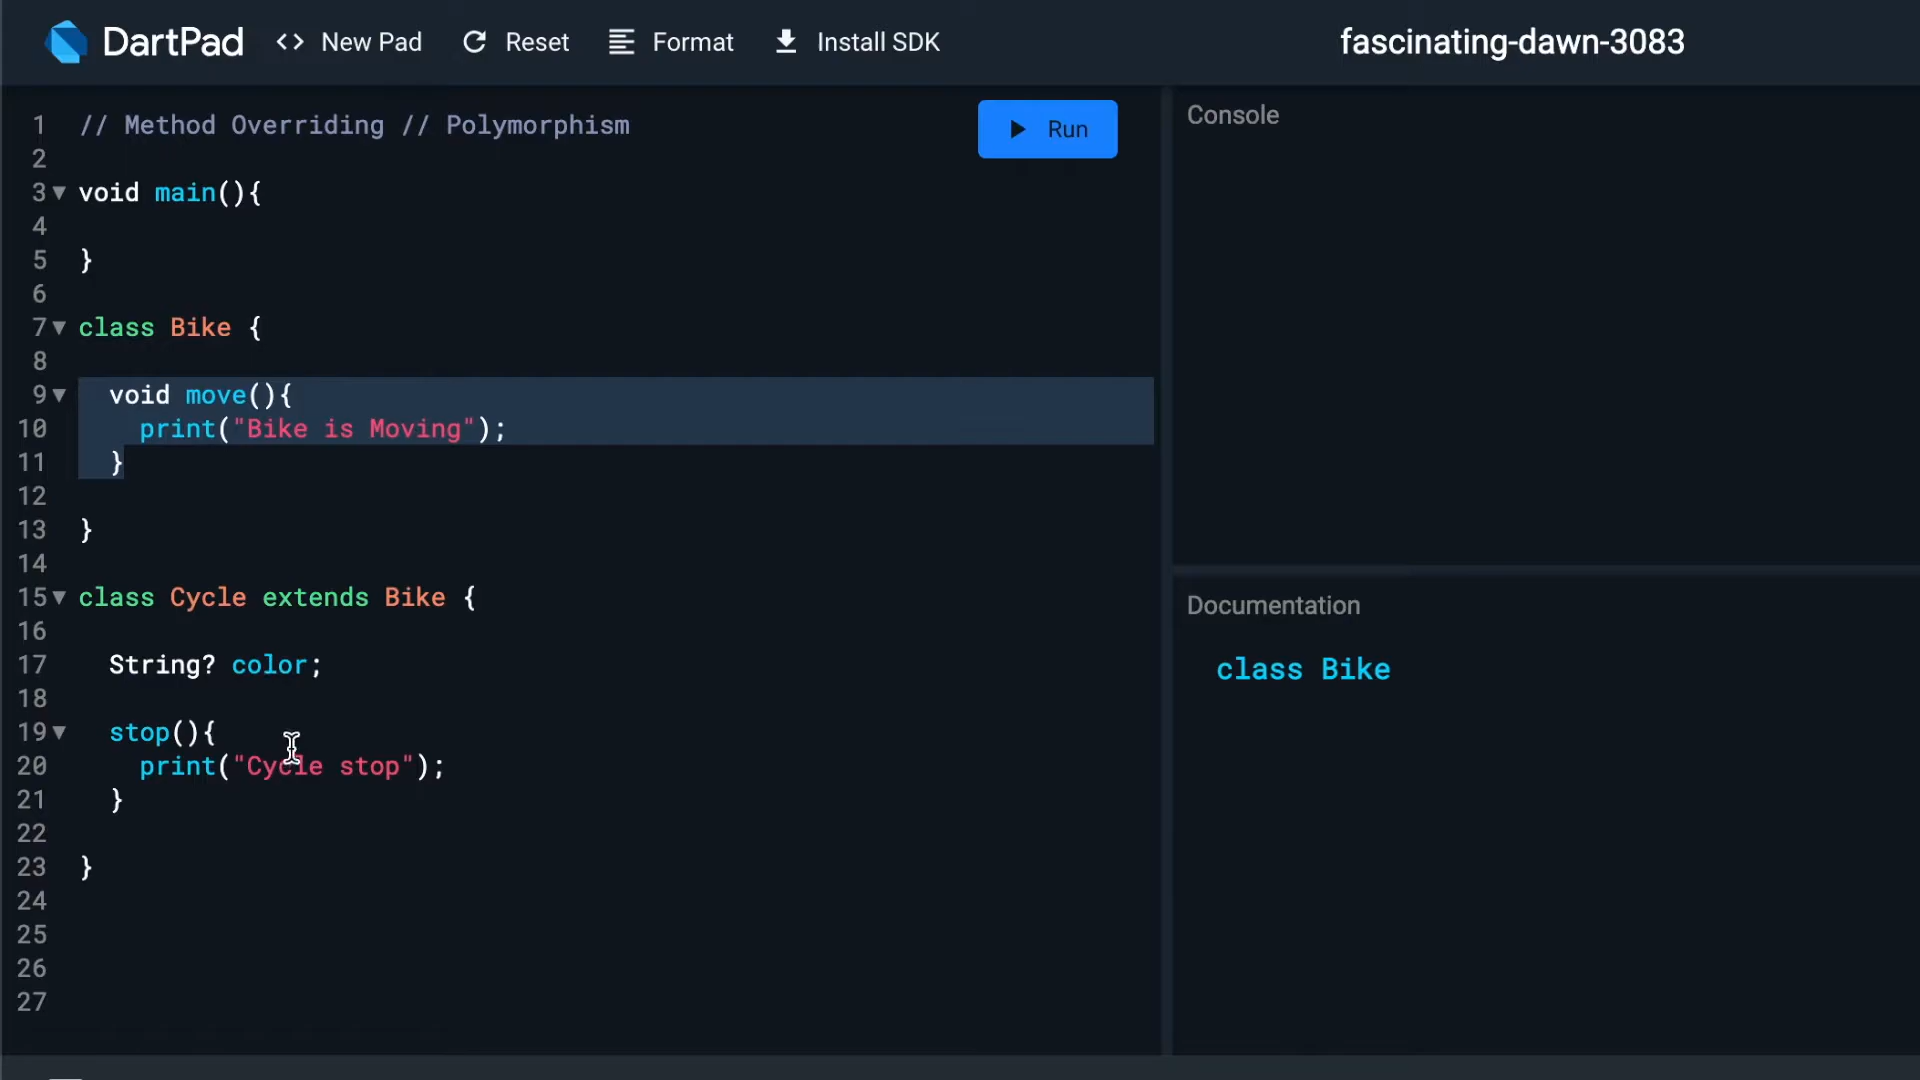 DartPad <> New Pad Reset Format Install SDK fascinating-dawn-3083
1 // Method Overriding // Polymorphism
Run
Console
2
3 void main(){
4
5 }
6
7 class Bike {
8
9 void move(){
10 print("Bike is Moving");
11 }
12
13 }
14
15 class Cycle extends Bike {
16
17 String? color;
18
19 stop(){
20 print("Cycle stop");
21 }
22
23 }
24
25
26
27
Documentation
class Bike